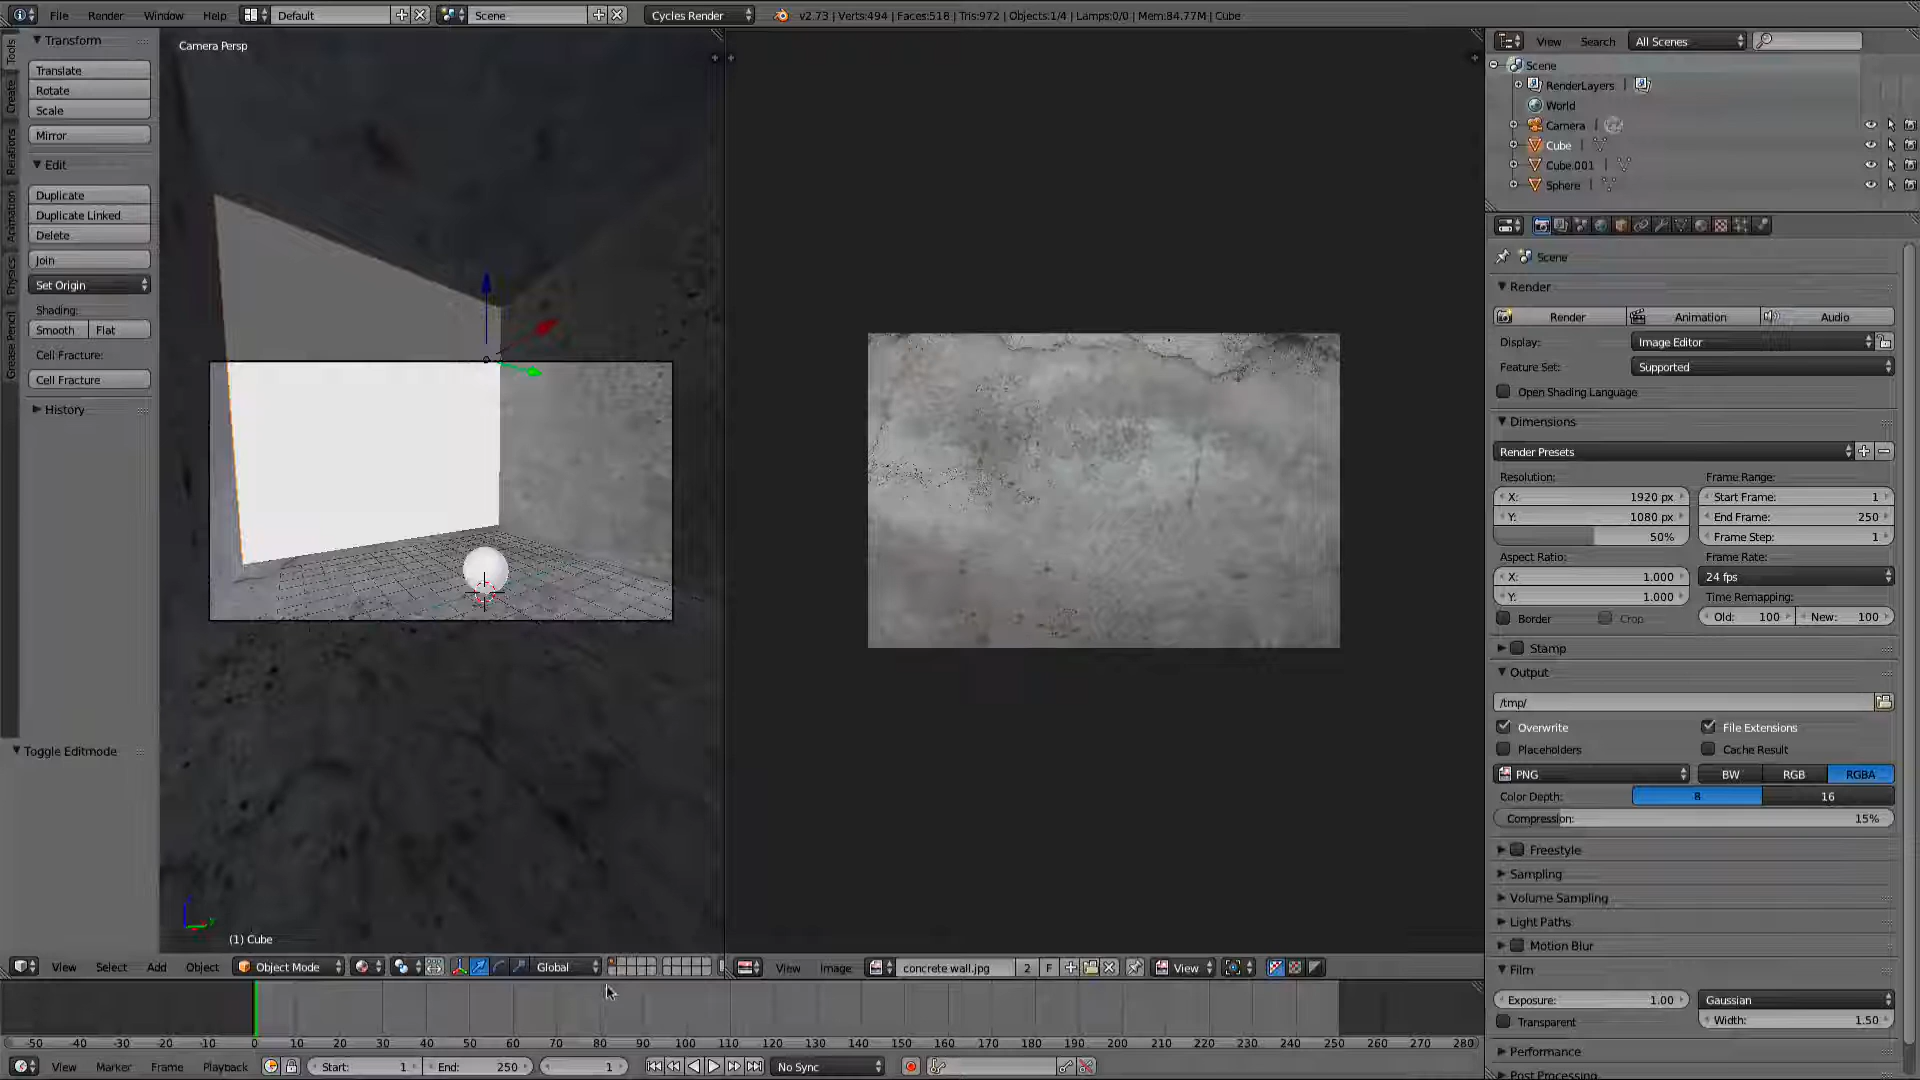 File Render Window Help Default Scene Cycles Render v2.73 | Verts:494 | Faces:518 | Tris:972 | Objects:1/4 | Lamps:0/0 | Mem:84.77M | Cube
Tools
Create
Relations
Animation
Physics
Grease Pencil
Transform
Translate
Rotate
Scale
Mirror
Edit
Duplicate
Duplicate Linked
Delete
Join
Set Origin
Shading:
Smooth Flat
Cell Fracture:
Cell Fracture
History
Toggle Editmode
Camera Persp
(1) Cube
View Select Add Object Object Mode Global
View Image concrete wall.jpg 2 F View
View Search All Scenes
Scene
RenderLayers
World
Camera
Cube
Cube.001
Sphere
Scene
Render
Render Animation Audio
Display: Image Editor
Feature Set: Supported
Open Shading Language
Dimensions
Render Presets
Resolution: Frame Range:
X: 1920 px Start Frame: 1
Y: 1080 px End Frame: 250
50% Frame Step: 1
Aspect Ratio: Frame Rate:
X: 1.000 24 fps
Y: 1.000 Time Remapping:
Border Crop Old: 100 New: 100
Stamp
Output
/tmp/
Overwrite File Extensions
Placeholders Cache Result
PNG BW RGB RGBA
Color Depth: 8 16
Compression: 15%
Freestyle
Sampling
Volume Sampling
Light Paths
Motion Blur
Film
Exposure: 1.00 Gaussian
Transparent Width: 1.50
Performance
Post Processing
-50 -40 -30 -20 -10 0 10 20 30 40 50 60 70 80 90 100 110 120 130 140 150 160 170 180 190 200 210 220 230 240 250 260 270 280
View Marker Frame Playback Start: 1 End: 250 1 No Sync